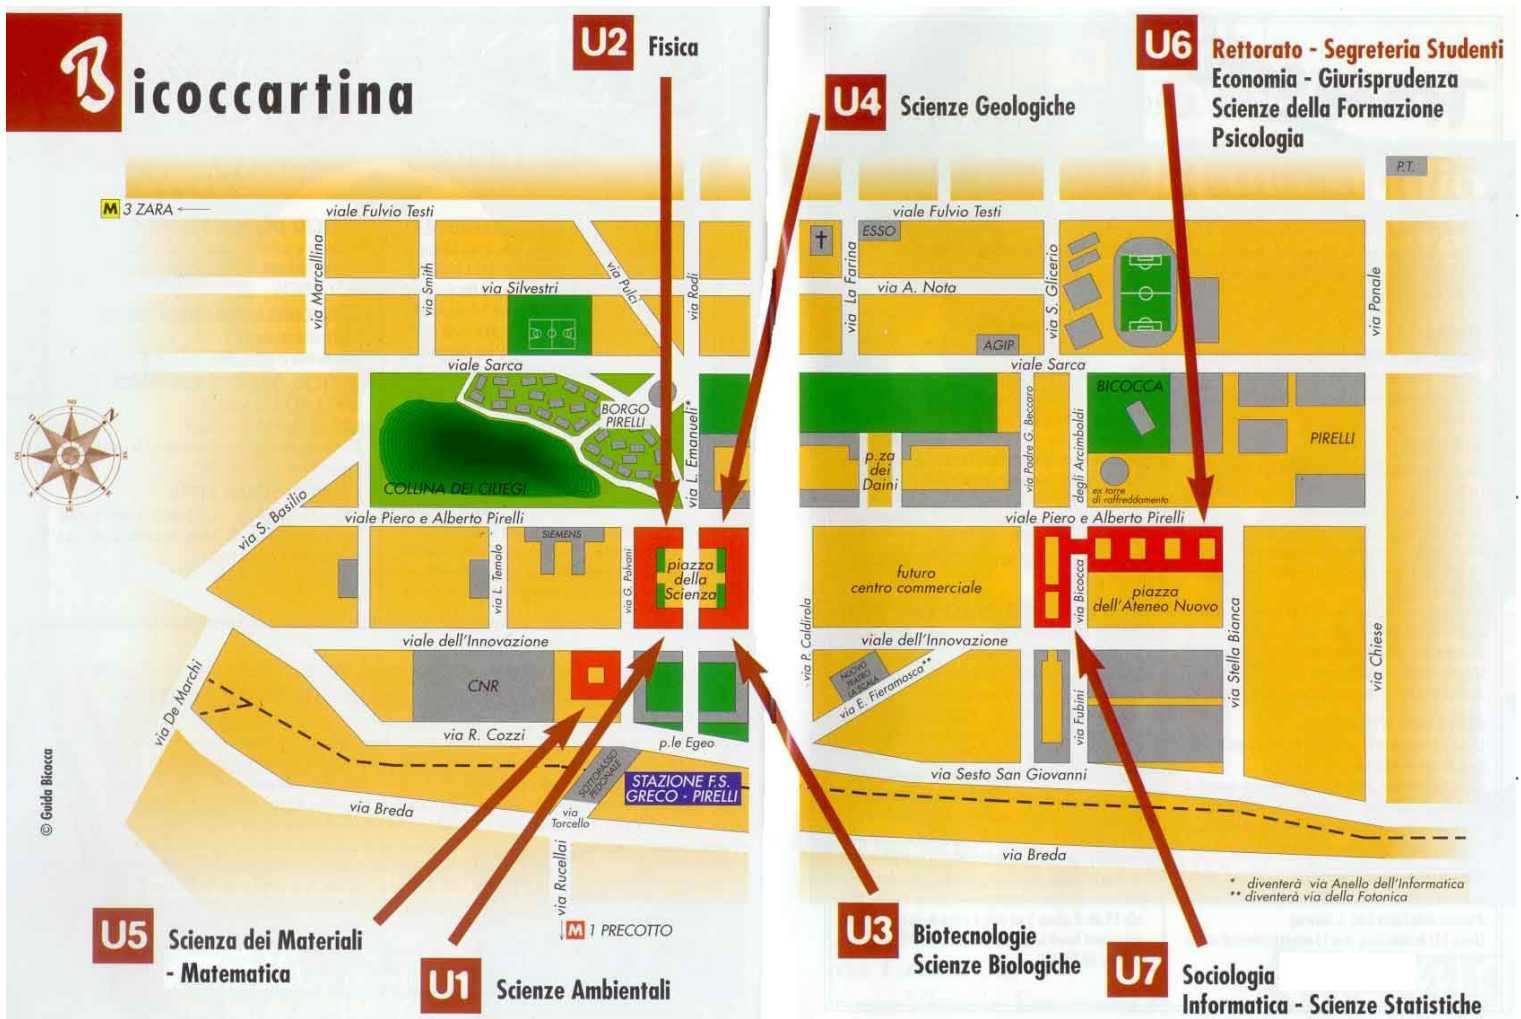 Bicoccartina
U2 Fisica
U4 Scienze Geologiche
U6 Rettorato - Segreteria Studenti
Economia - Giurisprudenza
Scienze della Formazione
Psicologia
P.T.
M 3 ZARA
viale Fulvio Testi
viale Fulvio Testi
via Marcellina
via Smith
via Pulci
via Rodi
ESSO
via La Farina
via S. Glicerio
via Ponale
via Silvestri
via A. Nota
AGIP
viale Sarca
viale Sarca
BORGO
PIRELLI
via L. Emanueli*
BICOCCA
PIRELLI
p.za
dei
Daini
via Padre G. Beccaro
degli Arcimboldi
ex torre
di raffreddamento
COLLINA DEI CILIEGI
via S. Basilio
viale Piero e Alberto Pirelli
viale Piero e Alberto Pirelli
SIEMENS
via L. Temolo
via G. Polvani
piazza
della
Scienza
futuro
centro commerciale
via Bicocca
piazza
dell'Ateneo Nuovo
via P. Caldirola
via Stella Bianca
via Chiese
viale dell'Innovazione
viale dell'Innovazione
CNR
NUOVO
TEATRO
LA SCALA
via E. Fieramosca**
via Fubini
via De Marchi
via R. Cozzi
p.le Egeo
SOTTOPASSO
PEDONALE
STAZIONE F.S.
GRECO - PIRELLI
via Sesto San Giovanni
via Breda
via
Torcello
via Breda
via Rucellai
M 1 PRECOTTO
* diventerà via Anello dell'Informatica
** diventerà via della Fotonica
© Guida Bicocca
U5 Scienza dei Materiali
- Matematica
U1 Scienze Ambientali
U3 Biotecnologie
Scienze Biologiche
U7 Sociologia
Informatica - Scienze Statistiche